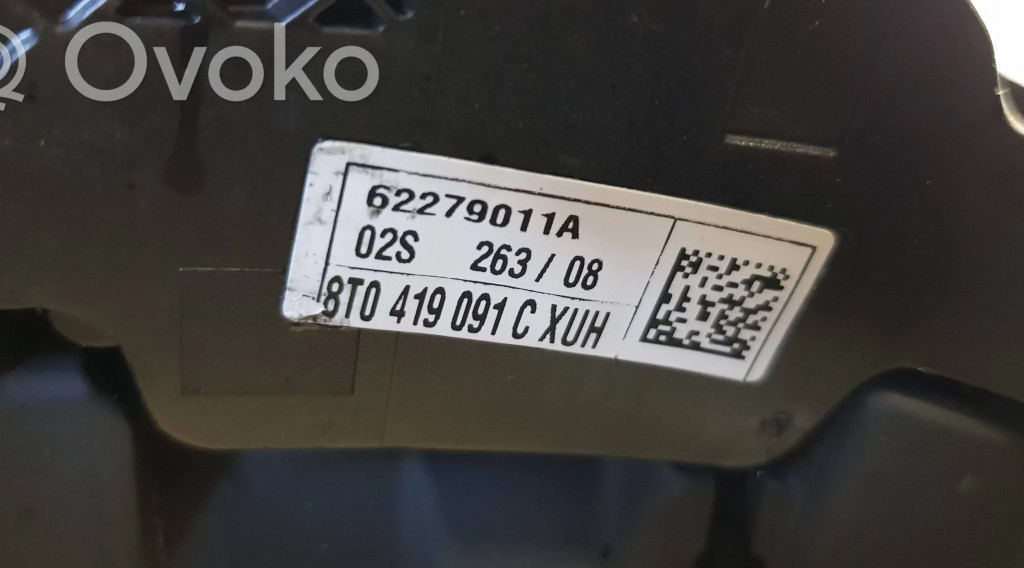 Ovoko
62279011A
02S 263 / 08
8T0 419 091 C XUH